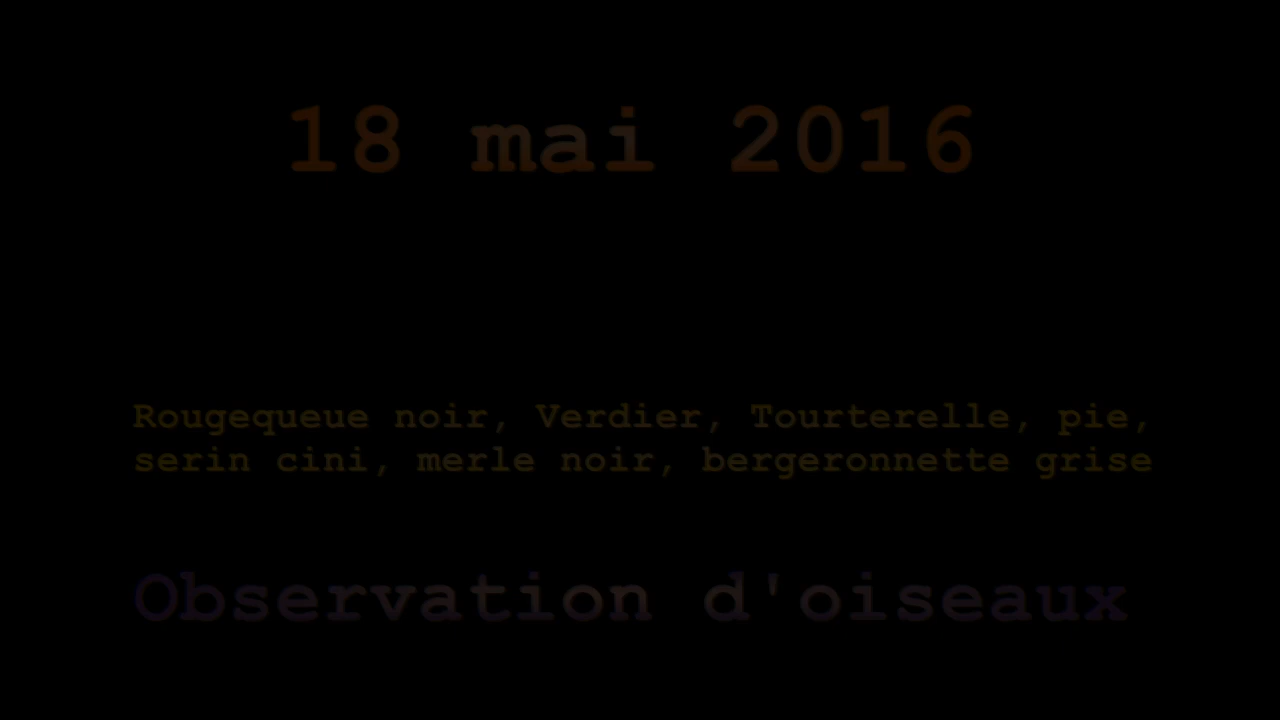 18 mai 2016
Rougequeue noir, Verdier, Tourterelle, pie,
serin cini, merle noir, bergeronnette grise
Observation d'oiseaux